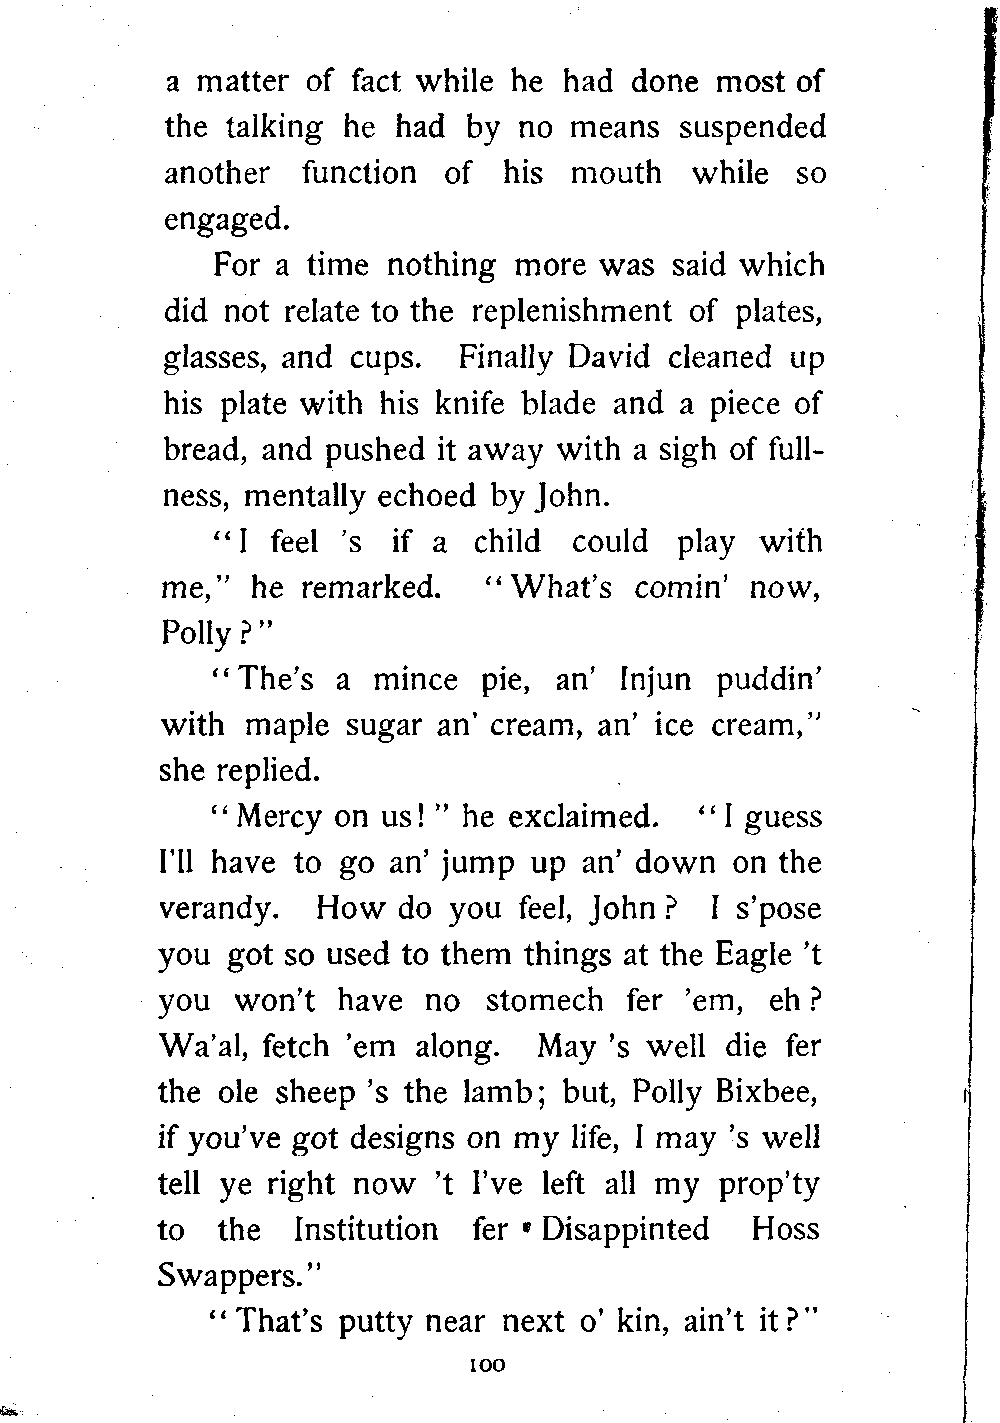 a matter of fact while he had done most of
the talking he had by no means suspended
another function of his mouth while so
engaged.
For a time nothing more was said which
did not relate to the replenishment of plates,
glasses, and cups. Finally David cleaned up
his plate with his knife blade and a piece of
bread, and pushed it away with a sigh of full-
ness, mentally echoed by John.
"I feel 's if a child could play with
me," he remarked. "What's comin' now,
Polly?"
"The's a mince pie, an' Injun puddin'
with maple sugar an' cream, an' ice cream,"
she replied.
"Mercy on us!" he exclaimed. "I guess
I'll have to go an' jump up an' down on the
verandy. How do you feel, John? I s'pose
you got so used to them things at the Eagle 't
you won't have no stomech fer 'em, eh?
Wa'al, fetch 'em along. May 's well die fer
the ole sheep 's the lamb; but, Polly Bixbee,
if you've got designs on my life, I may 's well
tell ye right now 't I've left all my prop'ty
to the Institution fer Disappinted Hoss
Swappers."
"That's putty near next o' kin, ain't it?"
100